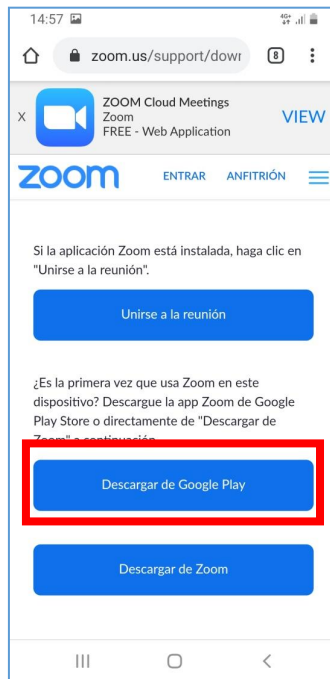 14:57
4G+
zoom.us/support/dowr
8
X
ZOOM Cloud Meetings
Zoom
FREE - Web Application
VIEW
zoom
ENTRAR
ANFITRIÓN
Si la aplicación Zoom está instalada, haga clic en
"Unirse a la reunión".
Unirse a la reunión
¿Es la primera vez que usa Zoom en este
dispositivo? Descargue la app Zoom de Google
Play Store o directamente de "Descargar de
Zoom" a continuación
Descargar de Google Play
Descargar de Zoom